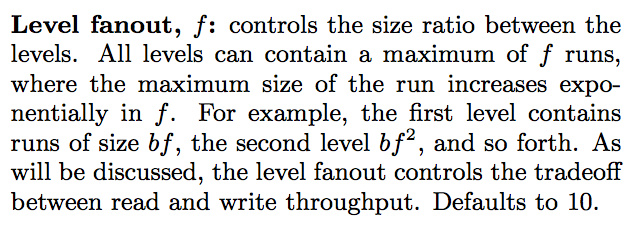 Level fanout, f: controls the size ratio between the
levels. All levels can contain a maximum of f runs,
where the maximum size of the run increases expo-
nentially in f. For example, the first level contains
runs of size bf, the second level bf², and so forth. As
will be discussed, the level fanout controls the tradeoff
between read and write throughput. Defaults to 10.